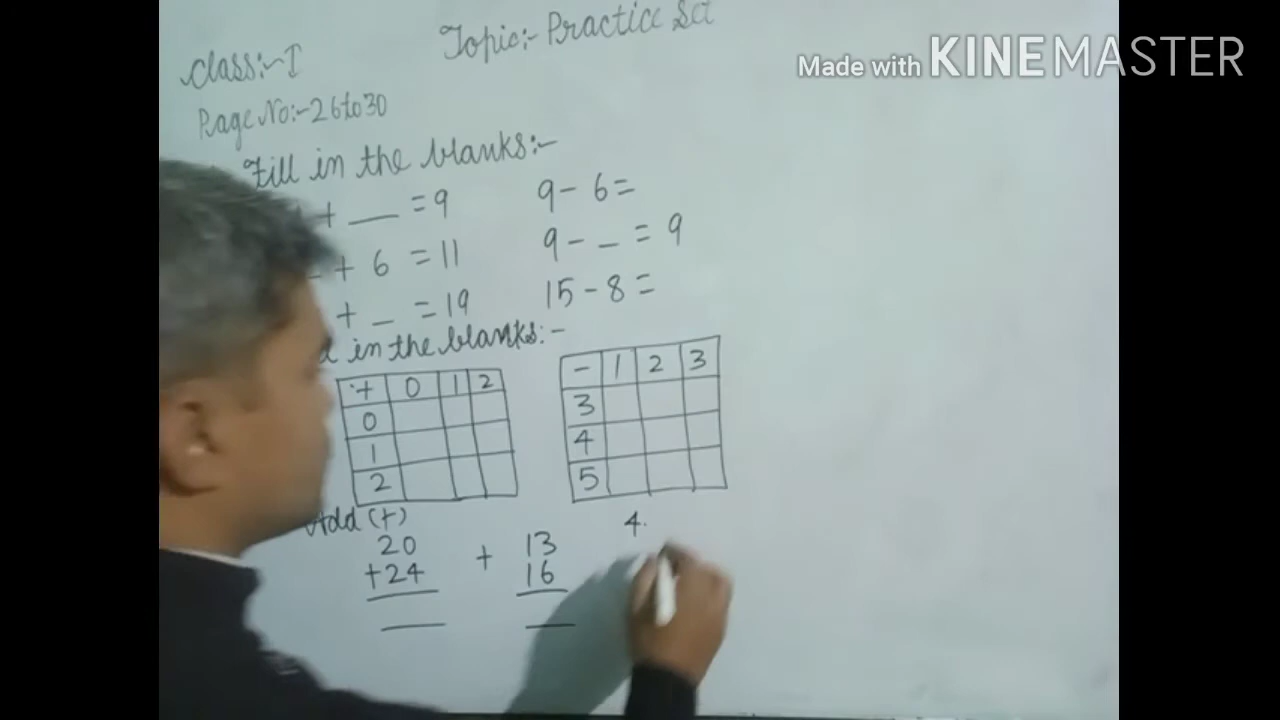 Made with KINEMASTER
Topic:- Practice Set
Class:- I
Page No:- 26 to 30
Fill in the blanks:-
+ __ = 9 9 - 6 =
+ 6 = 11 9 - _ = 9
+ _ = 19 15 - 8 =
in the blanks:-
+ 0 1 2 - 1 2 3
0 3
1 4
2 5
Add (+) 4.
20 + 13
+24 16